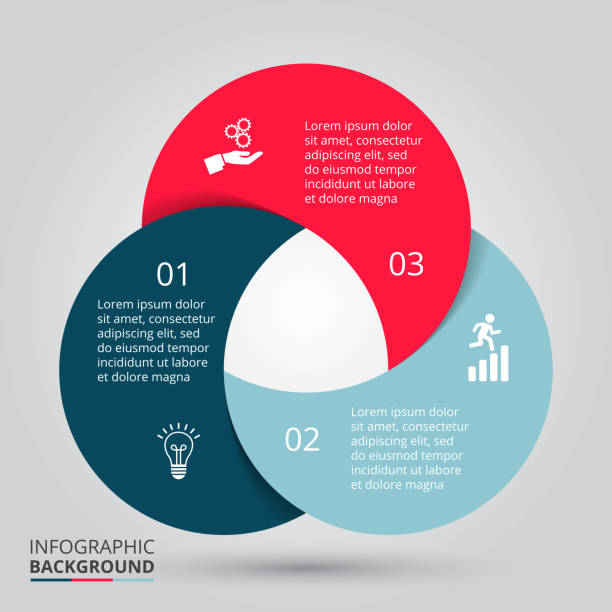 01
Lorem ipsum dolor
sit amet, consectetur
adipiscing elit, sed
do eiusmod tempor
incididunt ut labore et
dolore magna
02
Lorem ipsum dolor
sit amet, consectetur
adipiscing elit, sed
do eiusmod tempor
incididunt ut labore
et dolore magna
03
Lorem ipsum dolor
sit amet, consectetur
adipiscing elit, sed do
eiusmod tempor
incididunt ut labore et
dolore magna
INFOGRAPHIC
BACKGROUND